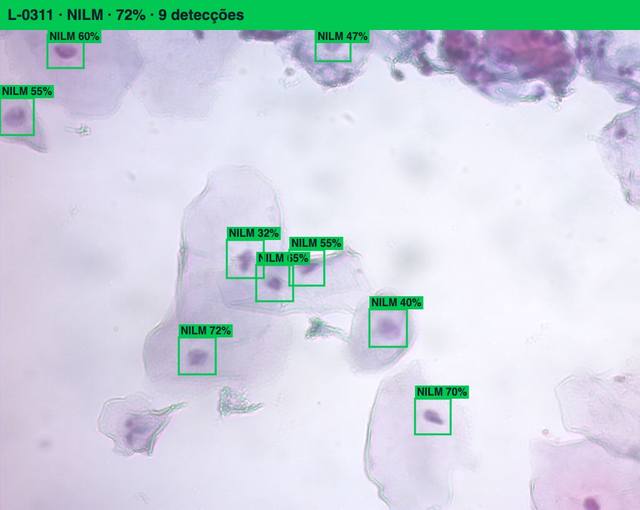 L-0311 · NILM · 72% · 9 detecções
NILM 60%
NILM 47%
NILM 55%
NILM 32%
NILM 55%
NILM 65%
NILM 40%
NILM 72%
NILM 70%